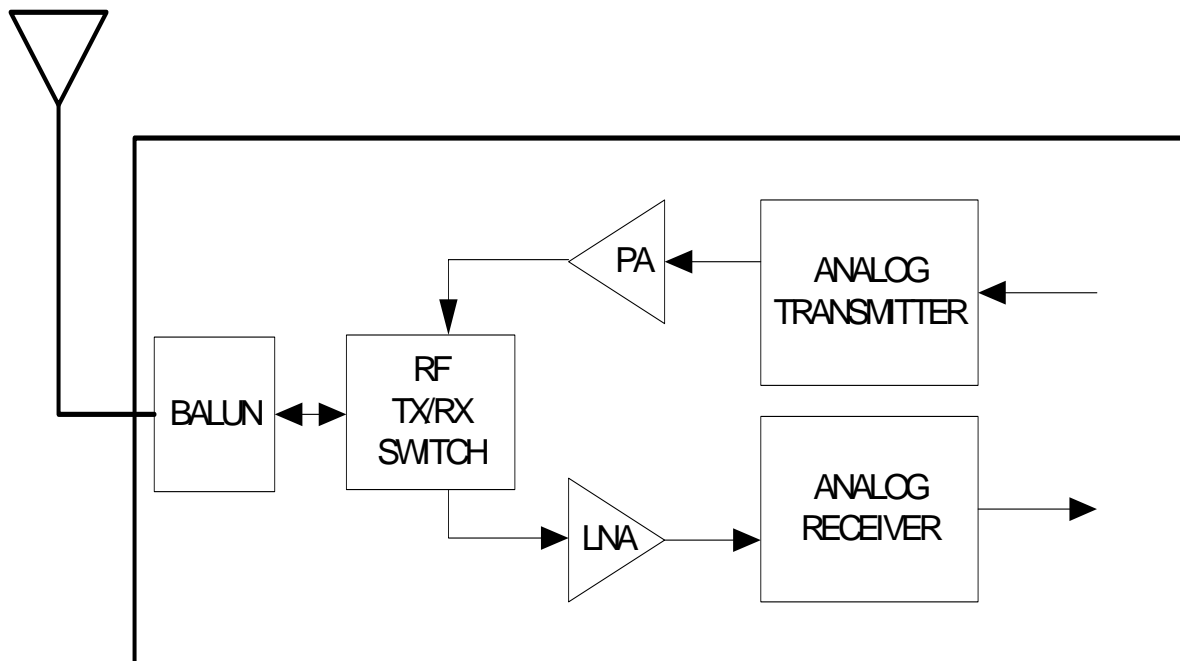 PA
ANALOG
TRANSMITTER
RF
TX/RX
SWITCH
BALUN
LNA
ANALOG
RECEIVER